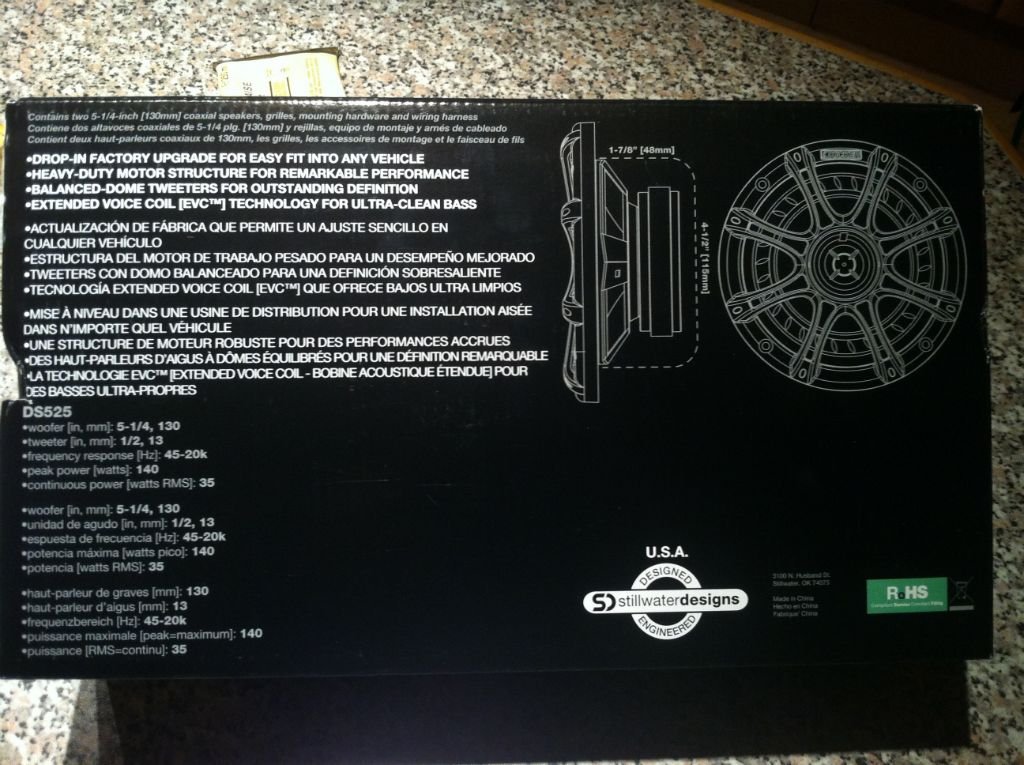 Contains two 5-1/4-inch [130mm] coaxial speakers, grilles, mounting hardware and wiring harness
Contiene dos altavoces coaxiales de 5-1/4 plg. [130mm] y rejillas, equipo de montaje y arnés de cableado
Contient deux haut-parleurs coaxiaux de 130mm, les grilles, les accessoires de montage et le faisceau de fils
•DROP-IN FACTORY UPGRADE FOR EASY FIT INTO ANY VEHICLE
•HEAVY-DUTY MOTOR STRUCTURE FOR REMARKABLE PERFORMANCE
•BALANCED-DOME TWEETERS FOR OUTSTANDING DEFINITION
•EXTENDED VOICE COIL [EVC™] TECHNOLOGY FOR ULTRA-CLEAN BASS
•ACTUALIZACIÓN DE FÁBRICA QUE PERMITE UN AJUSTE SENCILLO EN
CUALQUIER VEHÍCULO
•ESTRUCTURA DEL MOTOR DE TRABAJO PESADO PARA UN DESEMPEÑO MEJORADO
•TWEETERS CON DOMO BALANCEADO PARA UNA DEFINICIÓN SOBRESALIENTE
•TECNOLOGÍA EXTENDED VOICE COIL [EVC™] QUE OFRECE BAJOS ULTRA LIMPIOS
•MISE À NIVEAU DANS UNE USINE DE DISTRIBUTION POUR UNE INSTALLATION AISÉE
DANS N'IMPORTE QUEL VÉHICULE
•UNE STRUCTURE DE MOTEUR ROBUSTE POUR DES PERFORMANCES ACCRUES
•DES HAUT-PARLEURS D'AIGUS À DÔMES ÉQUILIBRÉS POUR UNE DÉFINITION REMARQUABLE
•LA TECHNOLOGIE EVC™ [EXTENDED VOICE COIL - BOBINE ACOUSTIQUE ÉTENDUE] POUR
DES BASSES ULTRA-PROPRES
DS525
•woofer [in, mm]: 5-1/4, 130
•tweeter [in, mm]: 1/2, 13
•frequency response [Hz]: 45-20k
•peak power [watts]: 140
•continuous power [watts RMS]: 35
•woofer [in, mm]: 5-1/4, 130
•unidad de agudo [in, mm]: 1/2, 13
•espuesta de frecuencia [Hz]: 45-20k
•potencia máxima [watts pico]: 140
•potencia [watts RMS]: 35
•haut-parleur de graves [mm]: 130
•haut-parleur d'aigus [mm]: 13
•frequenzbereich [Hz]: 45-20k
•puissance maximale [peak=maximum]: 140
•puissance [RMS=continu]: 35
1-7/8" [48mm]
4-1/2" [115mm]
KICKER
U.S.A.
DESIGNED
stillwaterdesigns
ENGINEERED
3100 N. Husband St.
Stillwater, OK 74075
Made in China
Hecho en China
Fabriqué China
RoHS